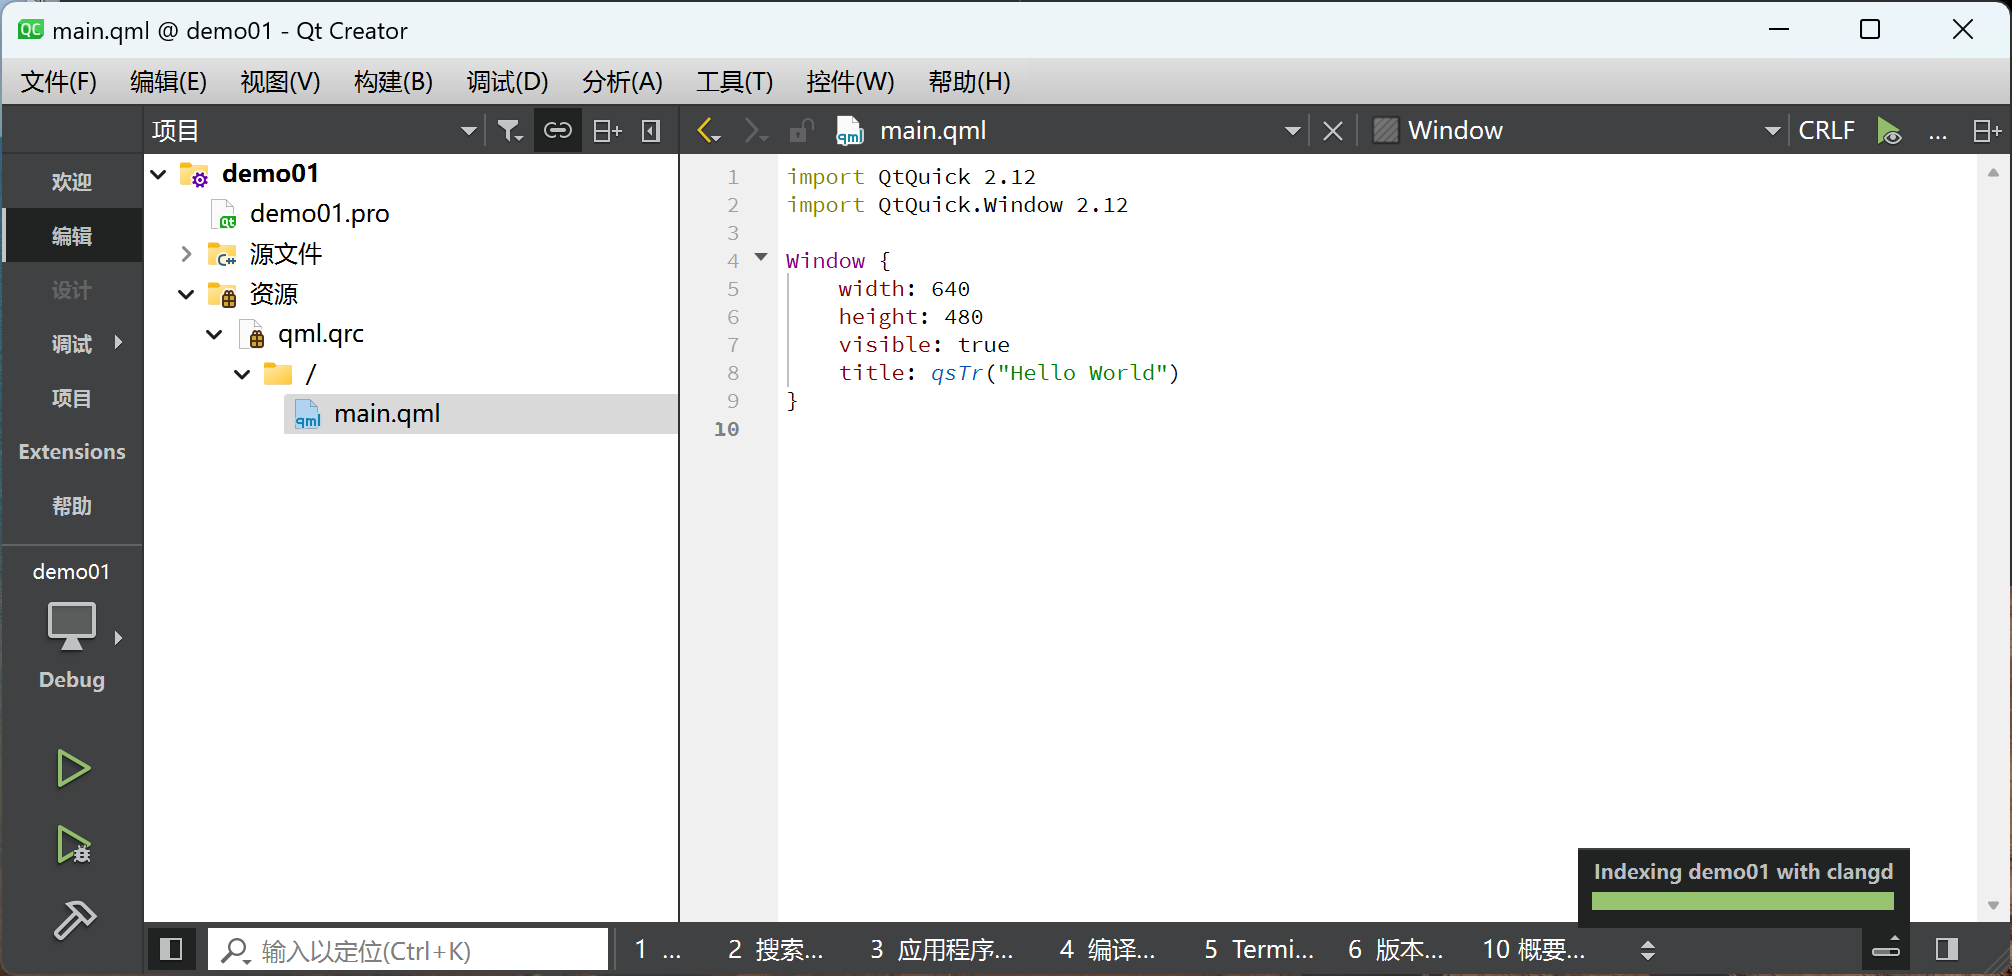 main.qml @ demo01 - Qt Creator
文件(F) 编辑(E) 视图(V) 构建(B) 调试(D) 分析(A) 工具(T) 控件(W) 帮助(H)
项目 main.qml Window CRLF ...
欢迎
编辑
设计
调试
项目
Extensions
帮助
demo01
Debug
demo01
demo01.pro
源文件
资源
qml.qrc
/
main.qml
1 import QtQuick 2.12
2 import QtQuick.Window 2.12
3
4 Window {
5 width: 640
6 height: 480
7 visible: true
8 title: qsTr("Hello World")
9 }
10
Indexing demo01 with clangd
输入以定位(Ctrl+K) 1 ... 2 搜索... 3 应用程序... 4 编译... 5 Termi... 6 版本... 10 概要...